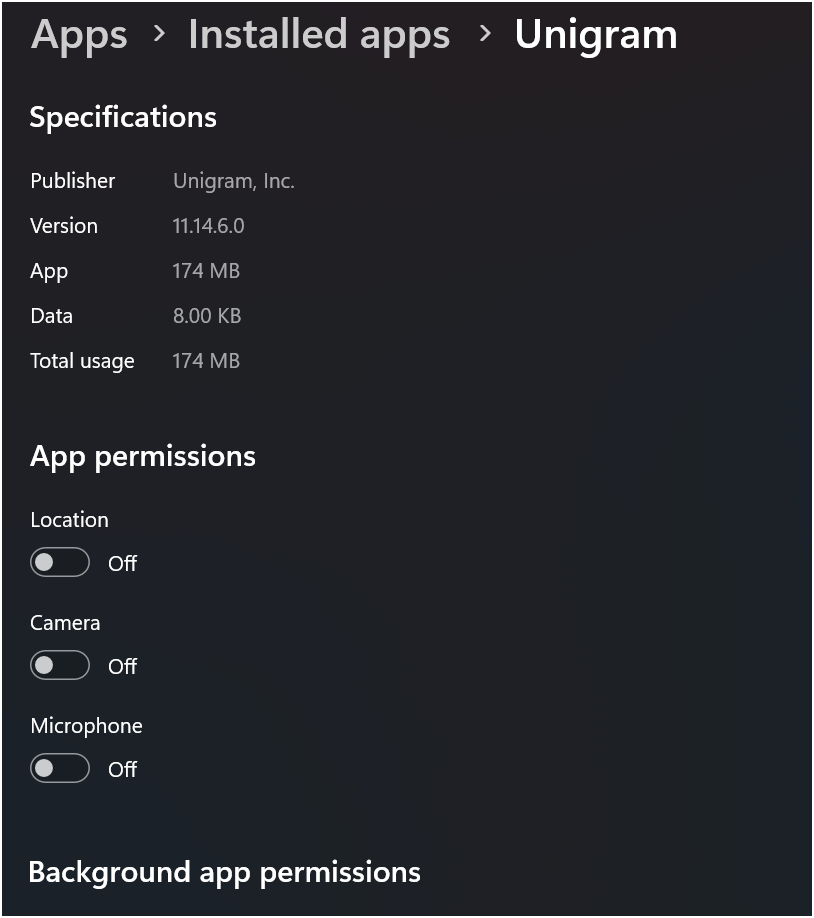 Apps > Installed apps > Unigram
Specifications
Publisher Unigram, Inc.
Version 11.14.6.0
App 174 MB
Data 8.00 KB
Total usage 174 MB
App permissions
Location
Off
Camera
Off
Microphone
Off
Background app permissions